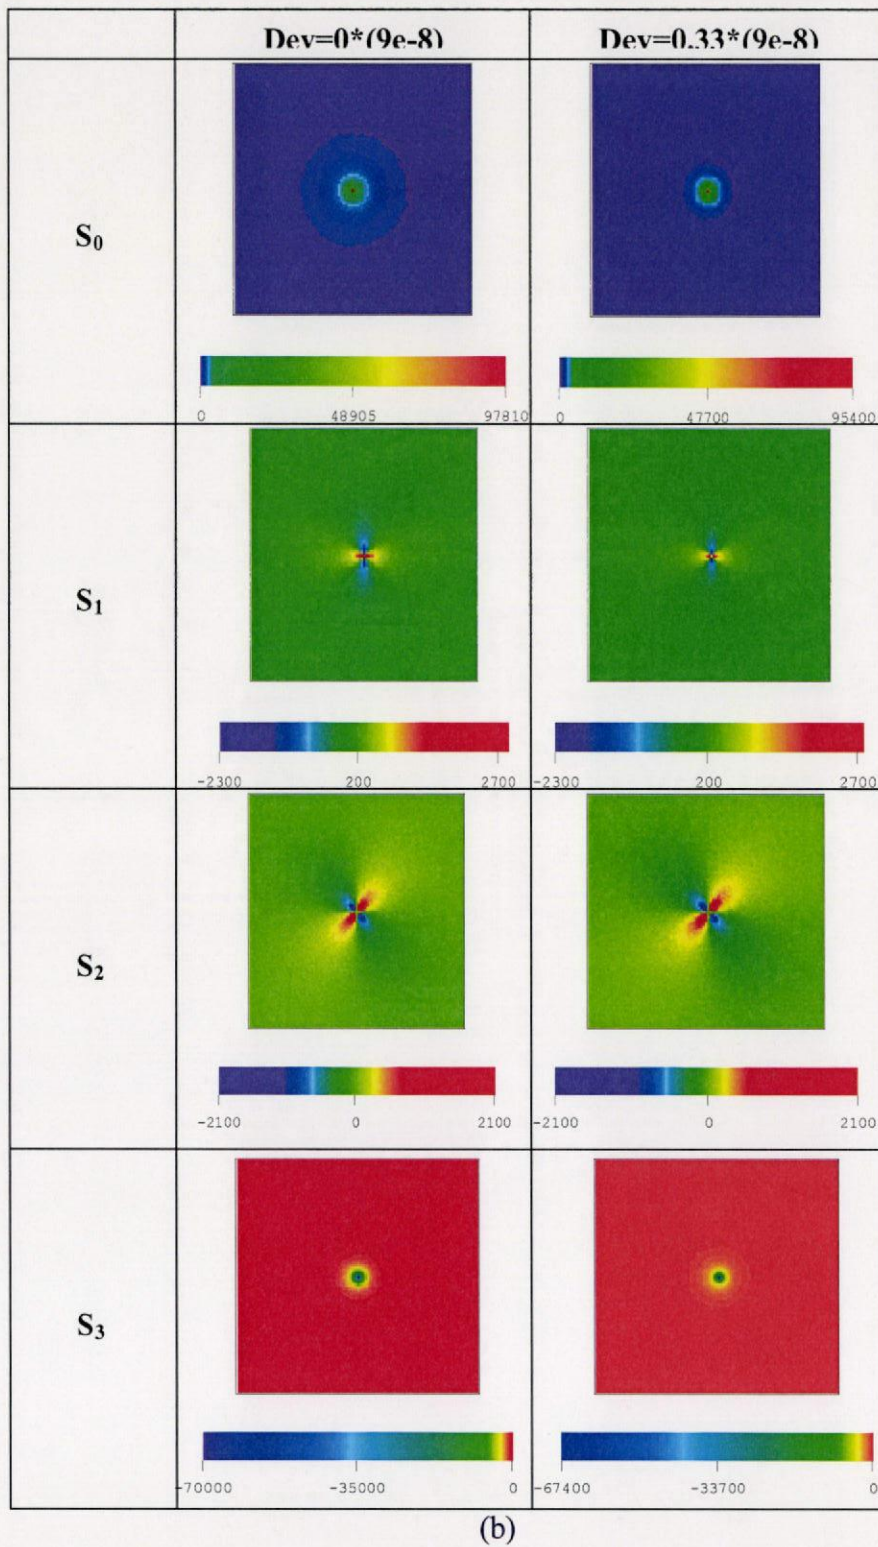 Dev=0*(9e-8) Dev=0.33*(9e-8)
S₀
0 48905 97810 0 47700 95400
S₁
-2300 200 2700 -2300 200 2700
S₂
-2100 0 2100 -2100 0 2100
S₃
-70000 -35000 0 -67400 -33700 0
(b)